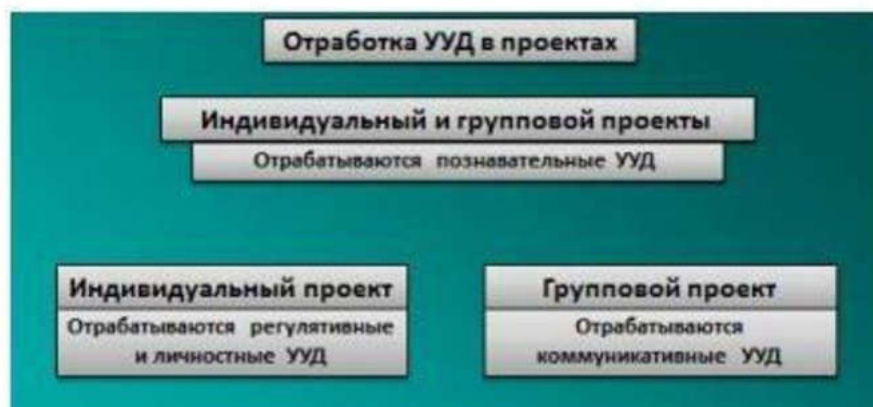 Отработка УУД в проектах
Индивидуальный и групповой проекты
Отрабатываются познавательные УУД
Индивидуальный проект
Отрабатываются регулятивные
и личностные УУД
Групповой проект
Отрабатываются
коммуникативные УУД